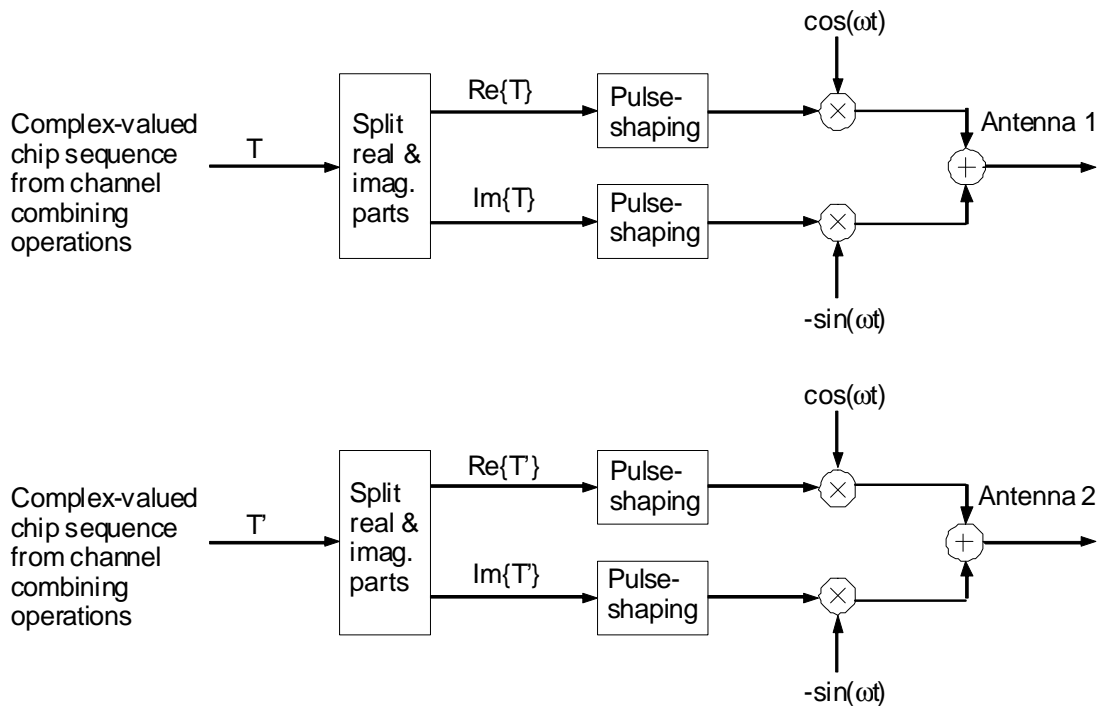 cos(ωt)
Complex-valued
chip sequence
from channel
combining
operations
T
Split
real &
imag.
parts
Re{T}
Im{T}
Pulse-
shaping
Pulse-
shaping
Antenna 1
-sin(ωt)
cos(ωt)
Complex-valued
chip sequence
from channel
combining
operations
T’
Split
real &
imag.
parts
Re{T’}
Im{T’}
Pulse-
shaping
Pulse-
shaping
Antenna 2
-sin(ωt)